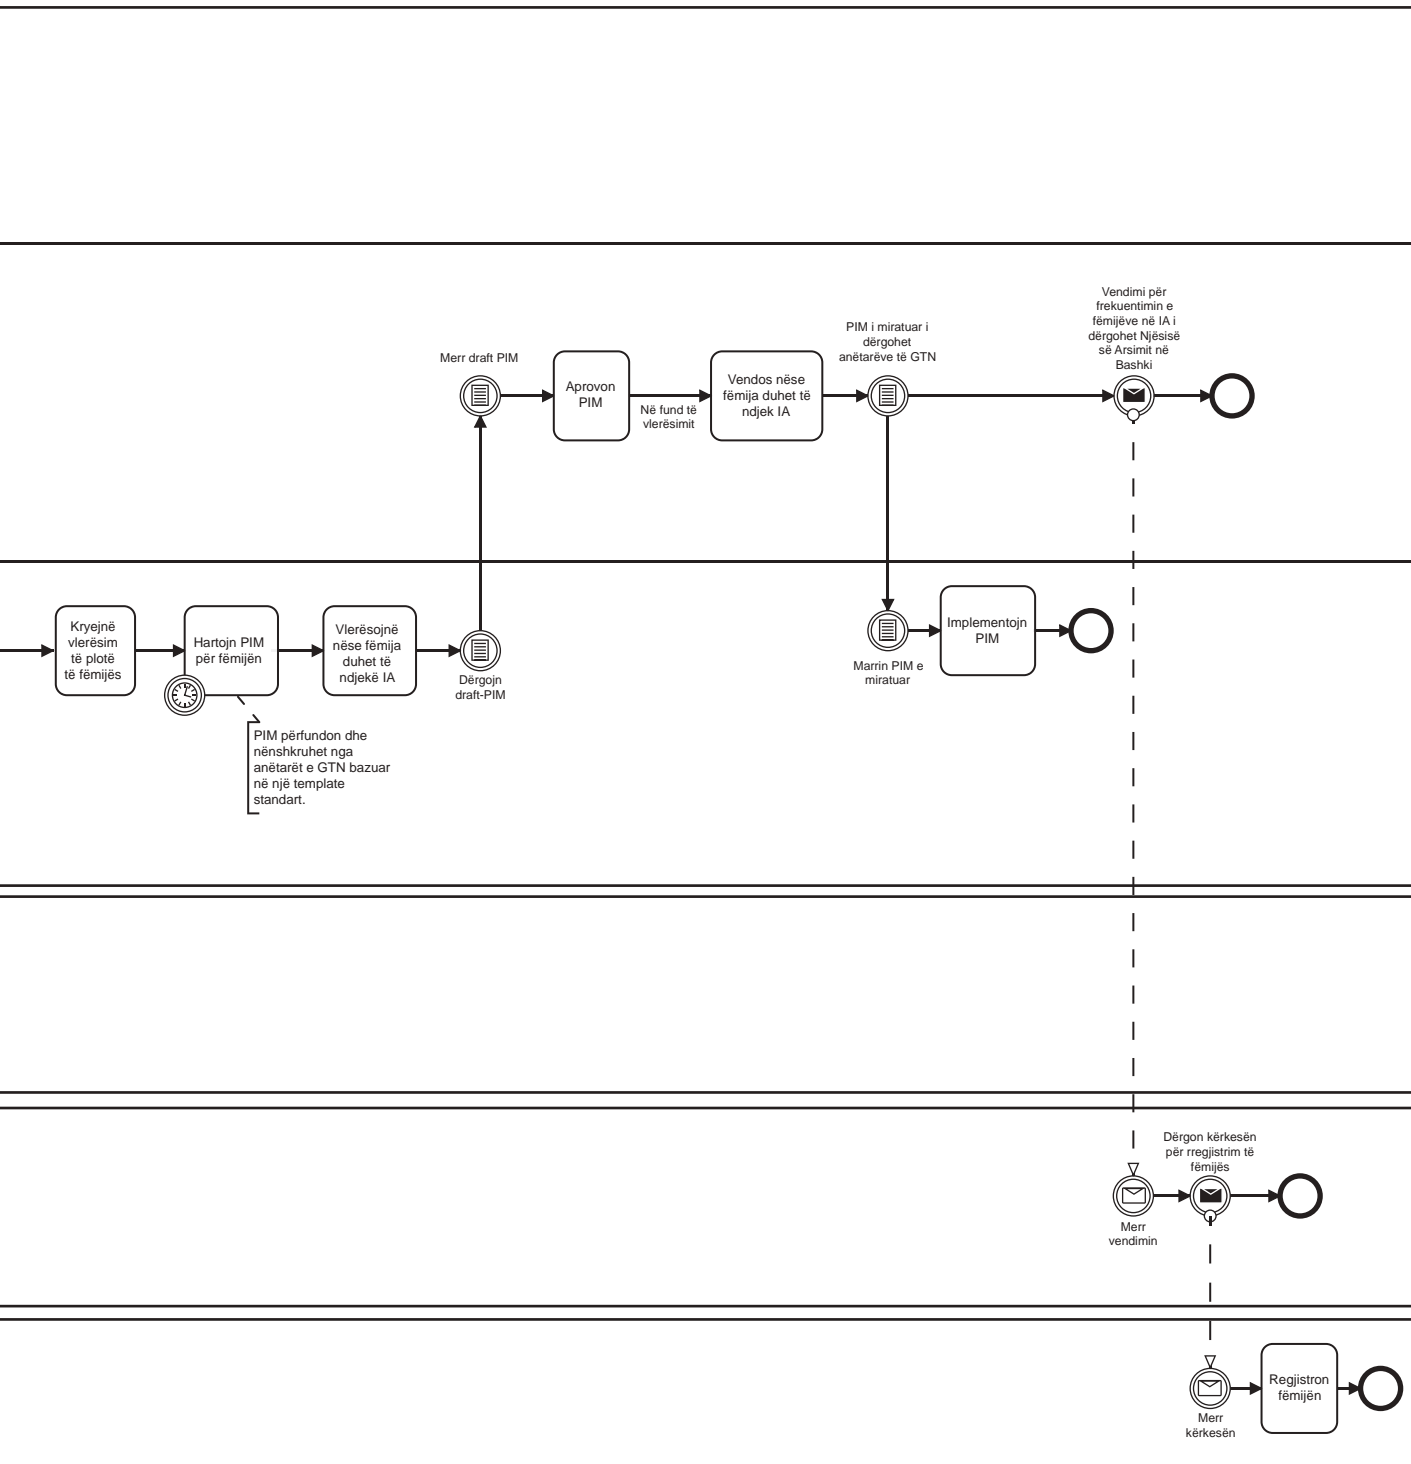 Vendimi për
frekuentimin e
fëmijëve në IA i
dërgohet Njësisë
së Arsimit në
Bashki
PIM i miratuar i
dërgohet
anëtarëve të GTN
Merr draft PIM
Aprovon
PIM
Në fund të
vlerësimit
Vendos nëse
fëmija duhet të
ndjek IA
Kryejnë
vlerësim
të plotë
të fëmijës
Hartojn PIM
për fëmijën
Vlerësojnë
nëse fëmija
duhet të
ndjekë IA
Dërgojn
draft-PIM
Marrin PIM e
miratuar
Implementojn
PIM
PIM përfundon dhe
nënshkruhet nga
anëtarët e GTN bazuar
në një template
standart.
Dërgon kërkesën
për rregjistrim të
fëmijës
Merr
vendimin
Merr
kërkesën
Regjistron
fëmijën